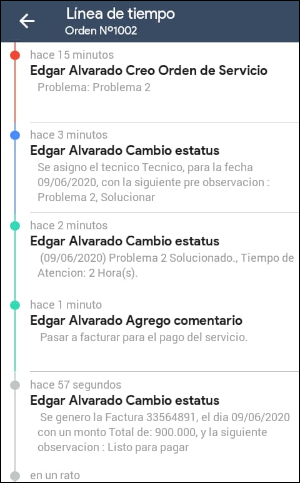 Línea de tiempo
Orden Nº1002
hace 15 minutos
Edgar Alvarado Creo Orden de Servicio
Problema: Problema 2
hace 3 minutos
Edgar Alvarado Cambio estatus
Se asigno el tecnico Tecnico, para la fecha
09/06/2020, con la siguiente pre observacion :
Problema 2, Solucionar
hace 2 minutos
Edgar Alvarado Cambio estatus
(09/06/2020) Problema 2 Solucionado., Tiempo de
Atencion: 2 Hora(s).
hace 1 minuto
Edgar Alvarado Agrego comentario
Pasar a facturar para el pago del servicio.
hace 57 segundos
Edgar Alvarado Cambio estatus
Se genero la Factura 33564891, el dia 09/06/2020
con un monto Total de: 900.000, y la siguiente
observacion : Listo para pagar
en un rato